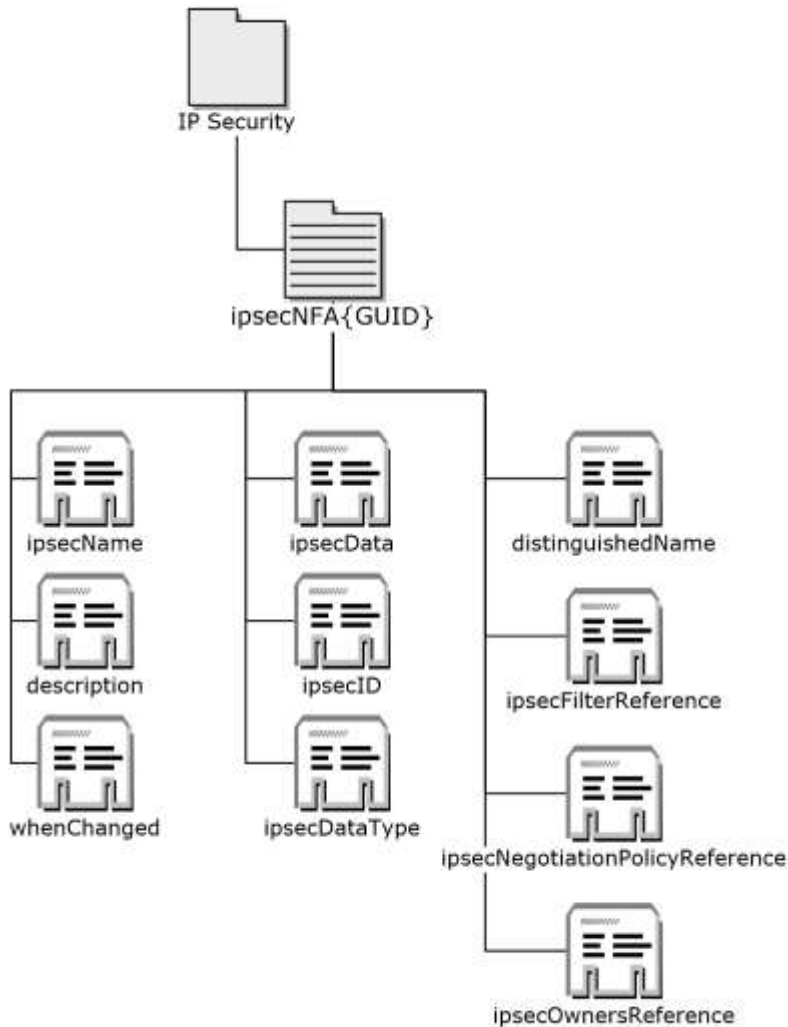 IP Security
ipsecNFA{GUID}
ipsecName
ipsecData
distinguishedName
description
ipsecID
ipsecFilterReference
whenChanged
ipsecDataType
ipsecNegotiationPolicyReference
ipsecOwnersReference